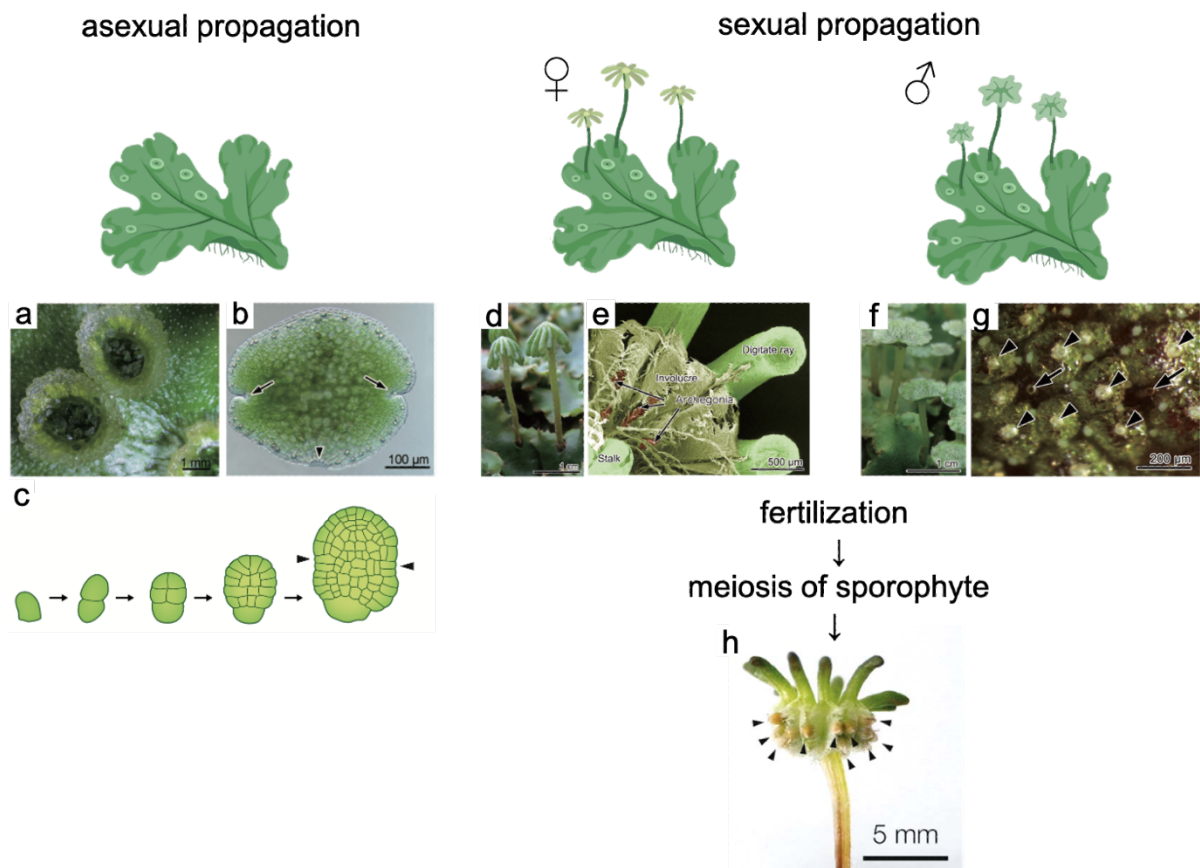 asexual propagation
sexual propagation
♀
♂
a
1 mm
b
100 µm
c
d
1 cm
e
Digitate ray
Involucre
Archegonia
Stalk
500 µm
f
1 cm
g
200 µm
fertilization
↓
meiosis of sporophyte
↓
h
5 mm